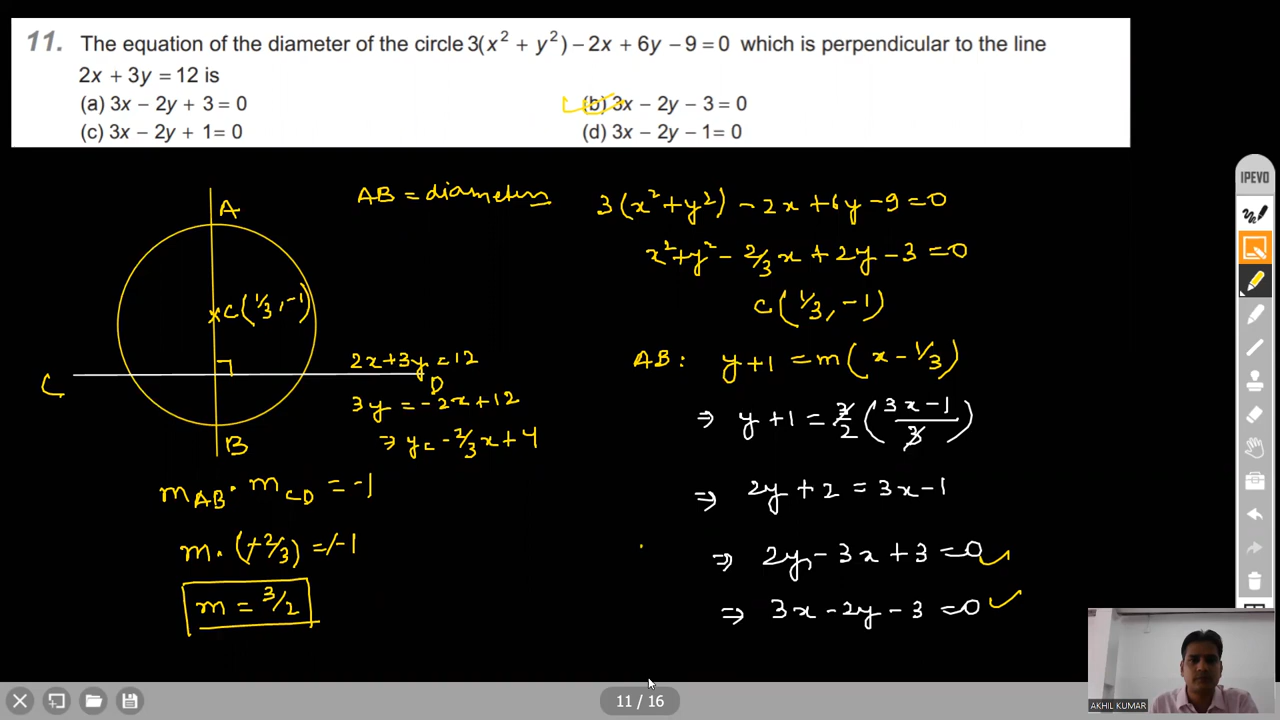 11. The equation of the diameter of the circle 3(x² + y²) − 2x + 6y − 9 = 0 which is perpendicular to the line
2x + 3y = 12 is
(a) 3x − 2y + 3 = 0
(b) 3x − 2y − 3 = 0
(c) 3x − 2y + 1 = 0
(d) 3x − 2y − 1 = 0
A
C(1/3, -1)
C
D
B
2x+3y=12
3y = -2x+12
⇒ y = -2/3x+4
m_AB · m_CD = -1
m · (+2/3) = +1
m = 3/2
AB = diameter
3(x²+y²) - 2x+6y-9=0
x²+y² - 2/3x + 2y - 3 = 0
C(1/3, -1)
AB: y+1 = m(x-1/3)
⇒ y+1 = 3/2 (3x-1/3)
⇒ 2y+2 = 3x-1
⇒ 2y-3x+3=0
⇒ 3x-2y-3=0
IPEVO
11 / 16
AKHIL KUMAR